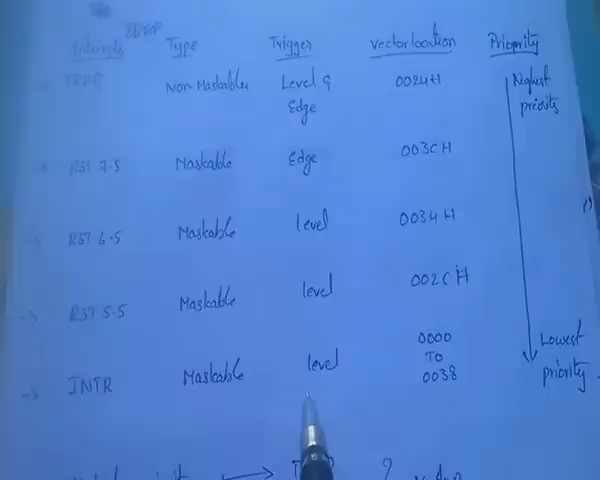 Interrupts Type Trigger Vector location Priority
TRAP Non Maskable Level & Edge 0024H Highest priority
RST 7.5 Maskable Edge 003CH
RST 6.5 Maskable level 0034H
RST 5.5 Maskable level 002CH
INTR Maskable level 0000 TO 0038 Lowest priority